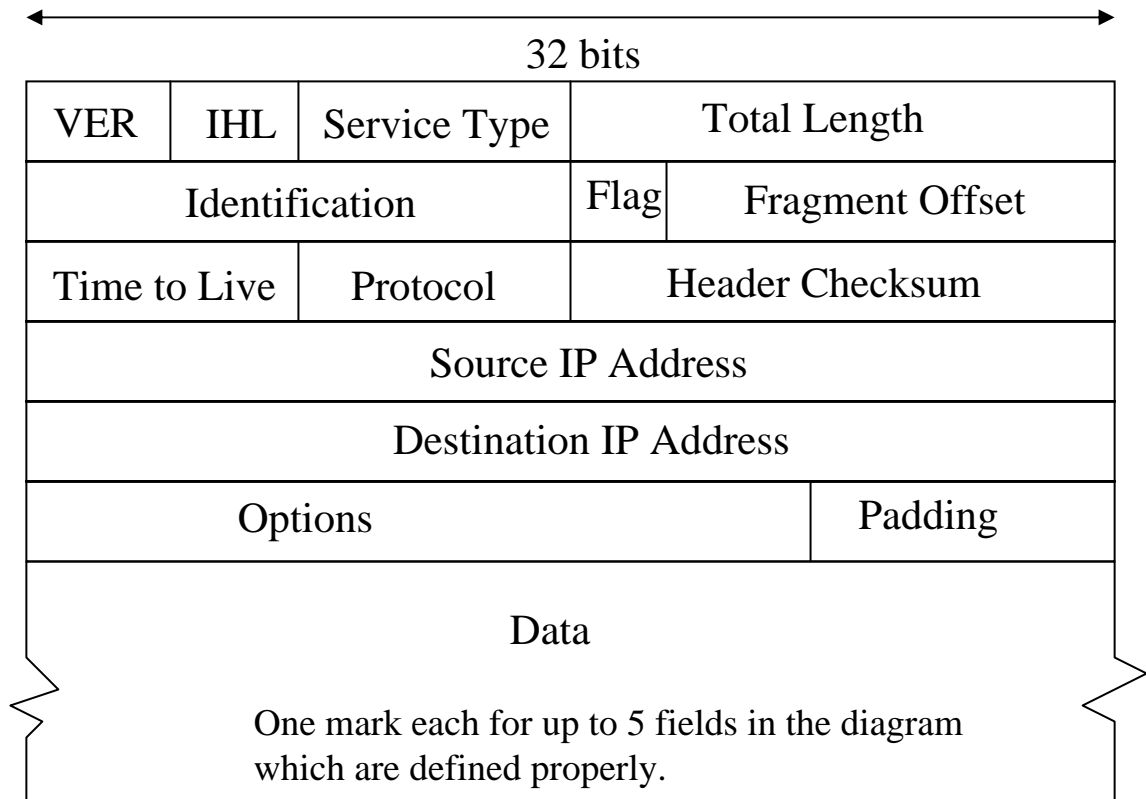 32 bits
VER IHL Service Type Total Length
Identification Flag Fragment Offset
Time to Live Protocol Header Checksum
Source IP Address
Destination IP Address
Options Padding
Data
One mark each for up to 5 fields in the diagram
which are defined properly.